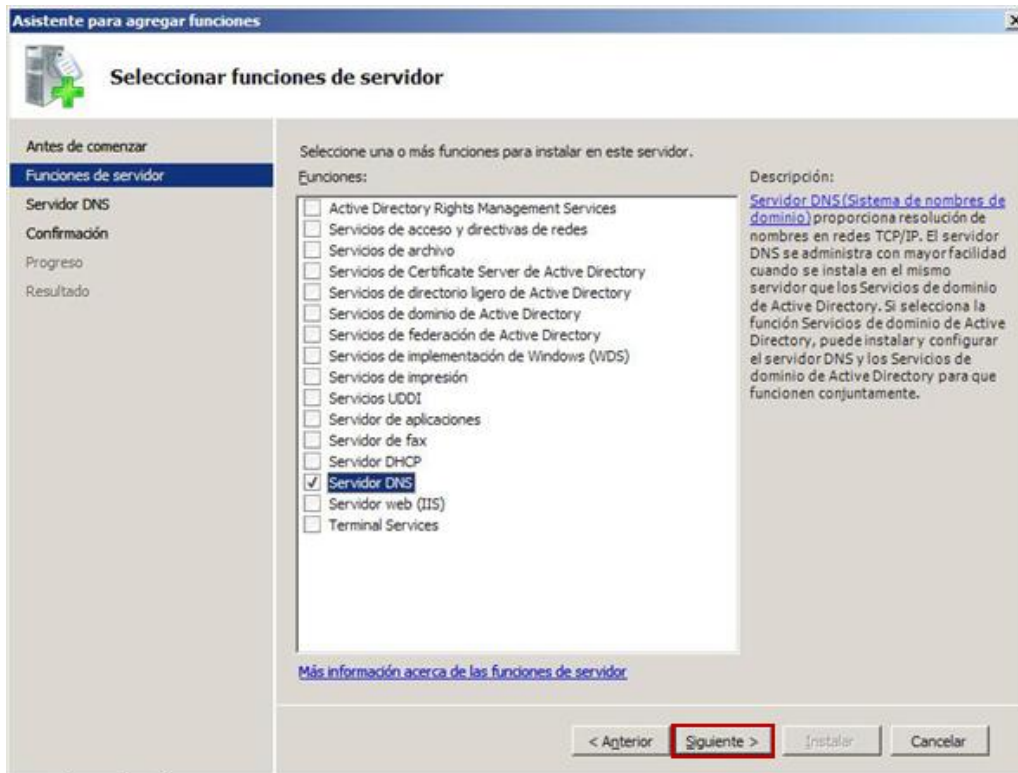 Asistente para agregar funciones
Seleccionar funciones de servidor
Antes de comenzar
Funciones de servidor
Servidor DNS
Confirmación
Progreso
Resultado
Seleccione una o más funciones para instalar en este servidor.
Funciones:
Active Directory Rights Management Services
Servicios de acceso y directivas de redes
Servicios de archivo
Servicios de Certificate Server de Active Directory
Servicios de directorio ligero de Active Directory
Servicios de dominio de Active Directory
Servicios de federación de Active Directory
Servicios de implementación de Windows (WDS)
Servicios de impresión
Servicios UDDI
Servidor de aplicaciones
Servidor de fax
Servidor DHCP
Servidor DNS
Servidor web (IIS)
Terminal Services
Más información acerca de las funciones de servidor
Descripción:
Servidor DNS (Sistema de nombres de
dominio) proporciona resolución de
nombres en redes TCP/IP. El servidor
DNS se administra con mayor facilidad
cuando se instala en el mismo
servidor que los Servicios de dominio
de Active Directory. Si selecciona la
función Servicios de dominio de Active
Directory, puede instalar y configurar
el servidor DNS y los Servicios de
dominio de Active Directory para que
funcionen conjuntamente.
< Anterior
Siguiente >
Instalar
Cancelar